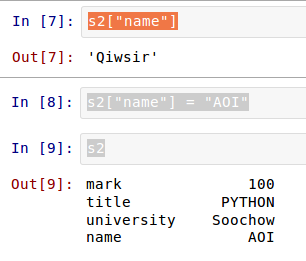 In [7]: s2["name"]
Out[7]: 'Qiwsir'
In [8]: s2["name"] = "AOI"
In [9]: s2
Out[9]: mark 100
title PYTHON
university Soochow
name AOI